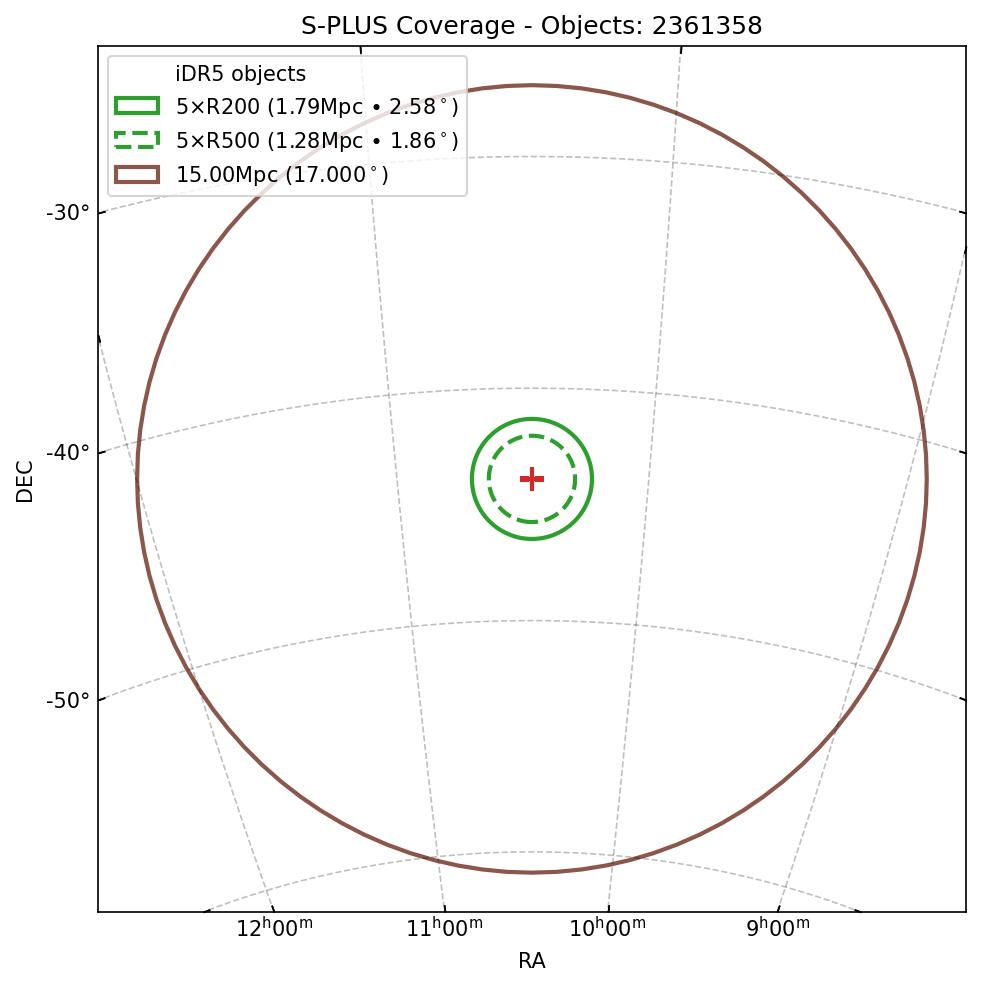 S-PLUS Coverage - Objects: 2361358
iDR5 objects
5×R200 (1.79Mpc • 2.58°)
5×R500 (1.28Mpc • 1.86°)
15.00Mpc (17.000°)
-30°
-40°
-50°
DEC
12ʰ00ᵐ 11ʰ00ᵐ 10ʰ00ᵐ 9ʰ00ᵐ
RA